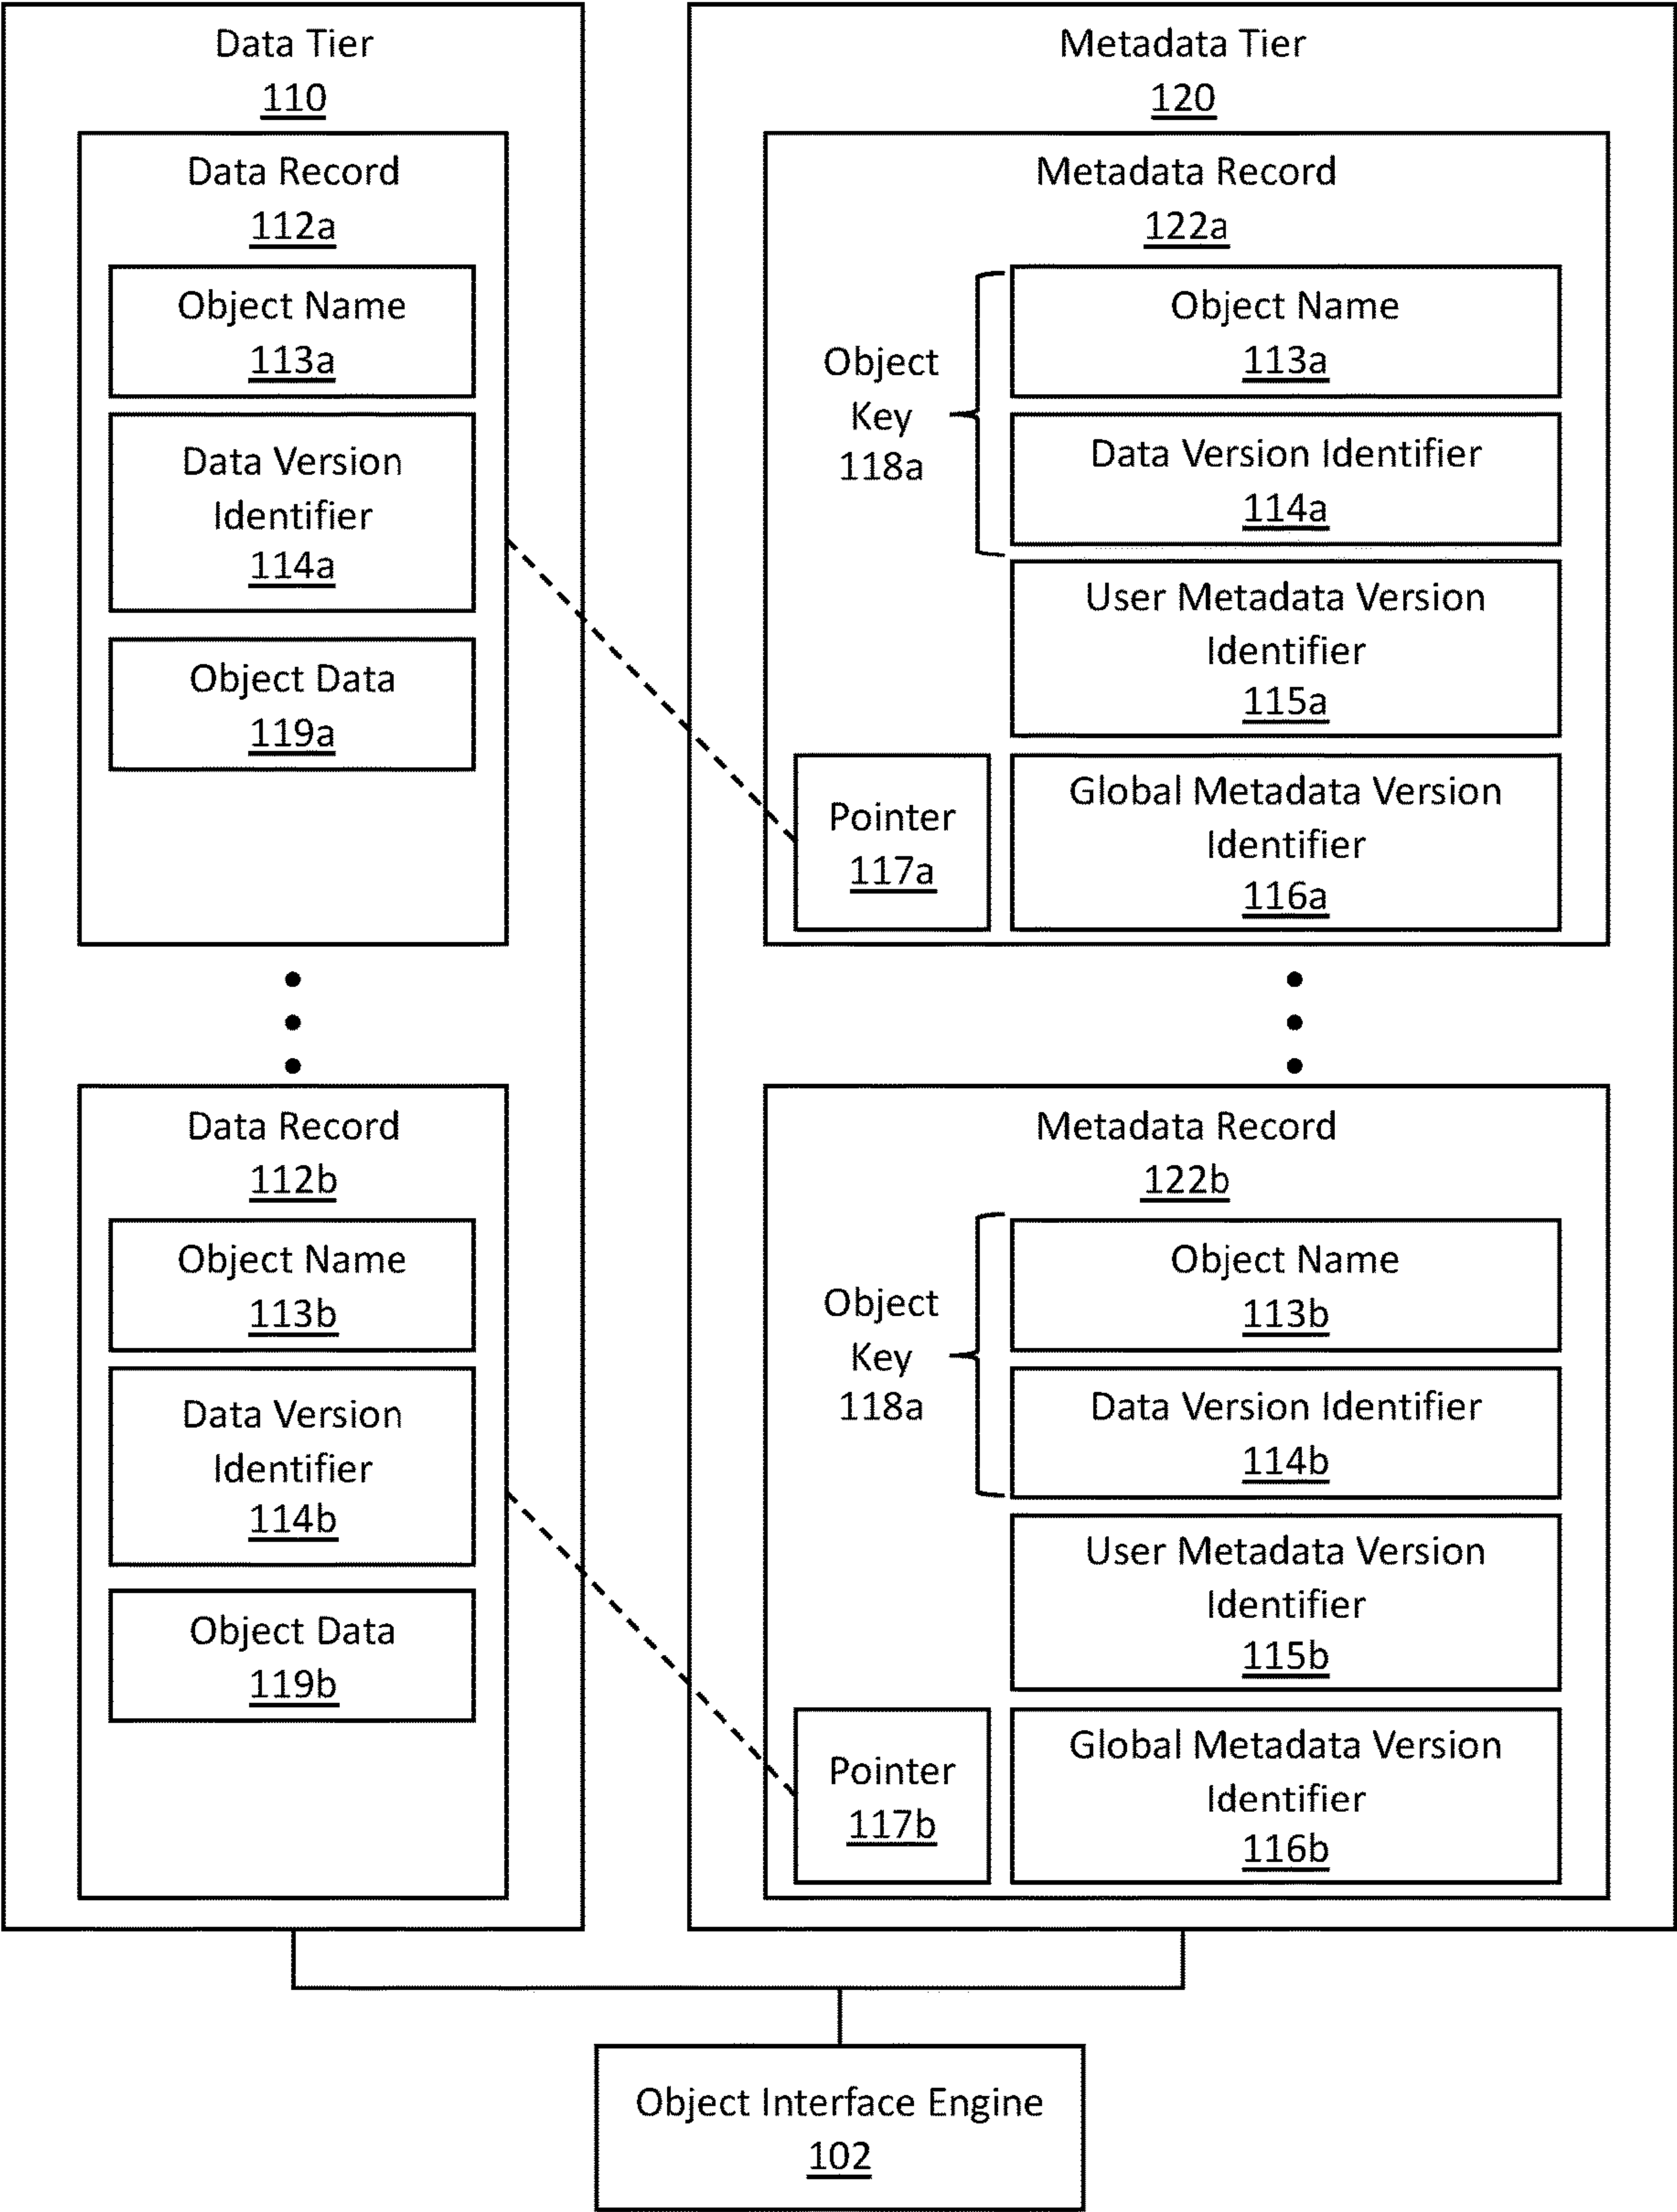 Data Tier
110
Data Record
112a
Object Name
113a
Data Version
Identifier
114a
Object Data
119a
Data Record
112b
Object Name
113b
Data Version
Identifier
114b
Object Data
119b
Metadata Tier
120
Metadata Record
122a
Object
Key
118a
Object Name
113a
Data Version Identifier
114a
User Metadata Version
Identifier
115a
Pointer
117a
Global Metadata Version
Identifier
116a
Metadata Record
122b
Object
Key
118a
Object Name
113b
Data Version Identifier
114b
User Metadata Version
Identifier
115b
Pointer
117b
Global Metadata Version
Identifier
116b
Object Interface Engine
102